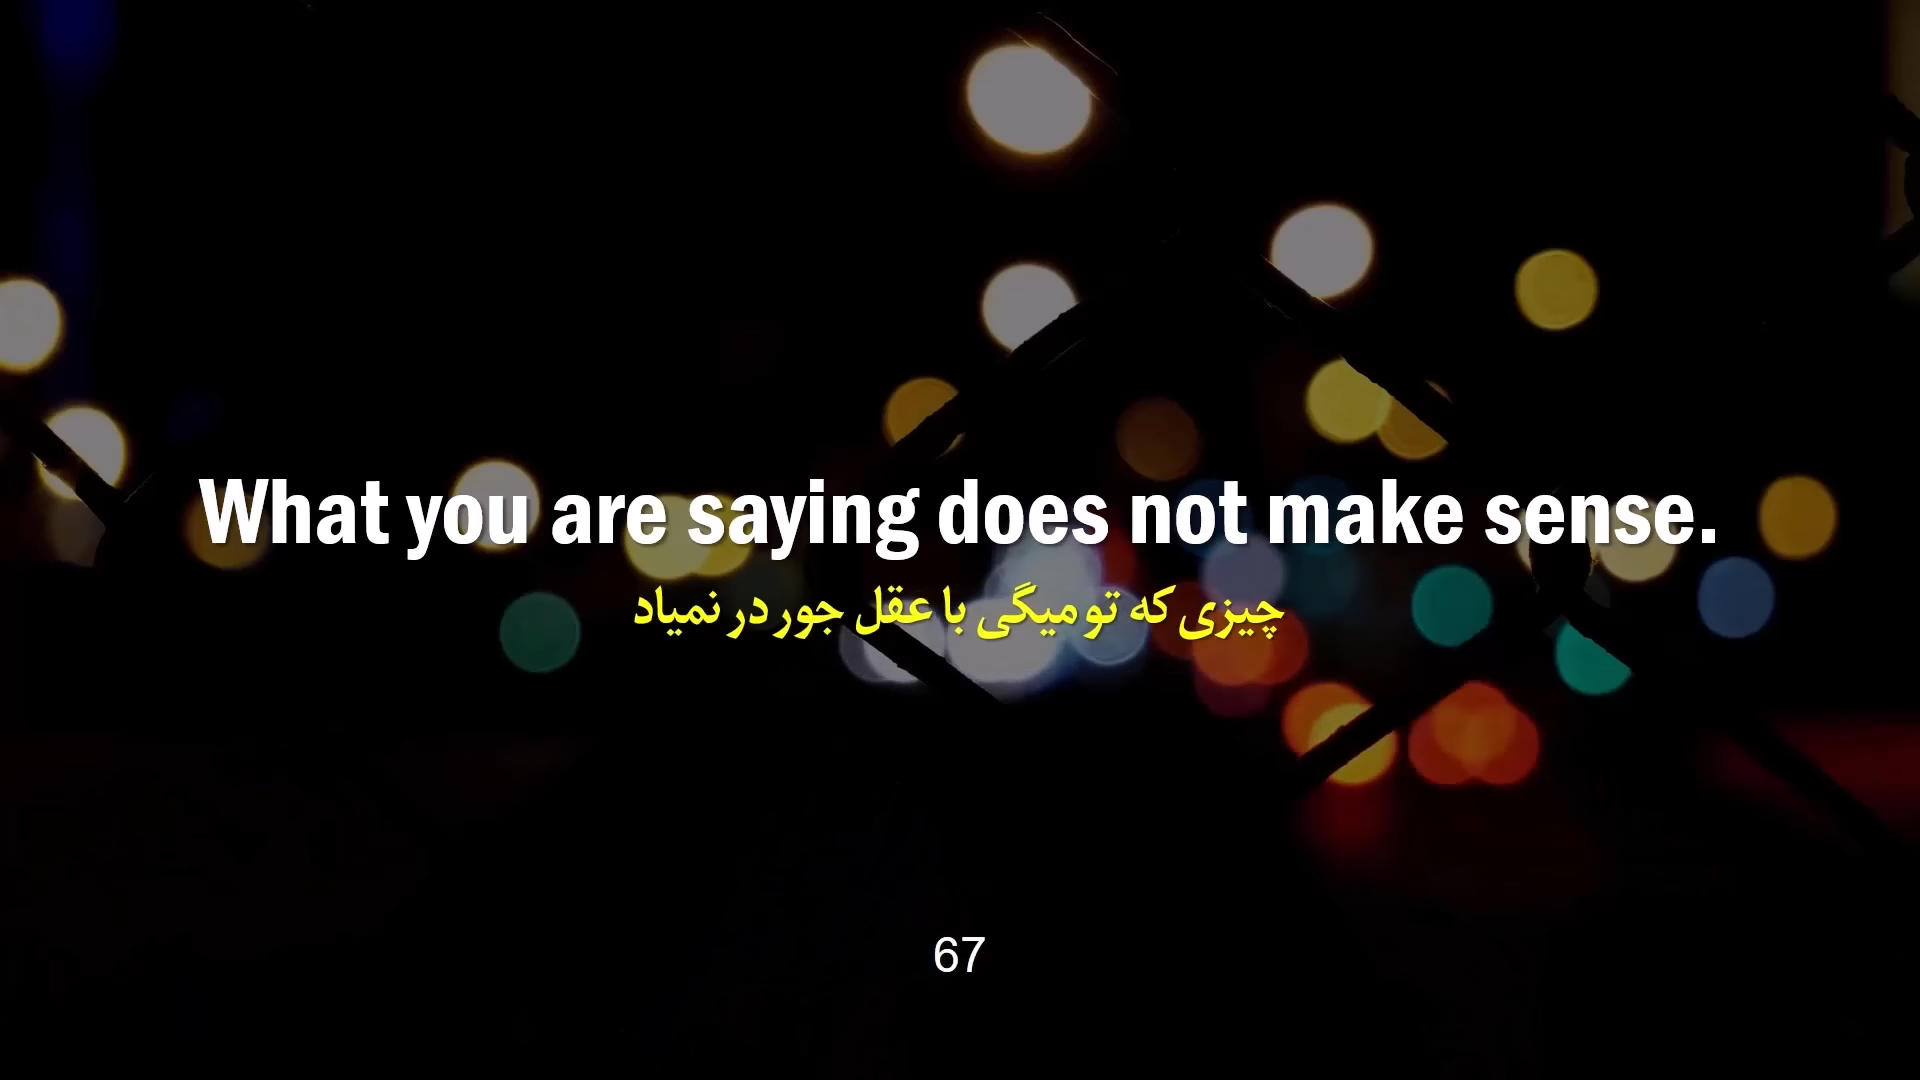 What you are saying does not make sense.
چیزی که تو میگی با عقل جور در نمیاد
67